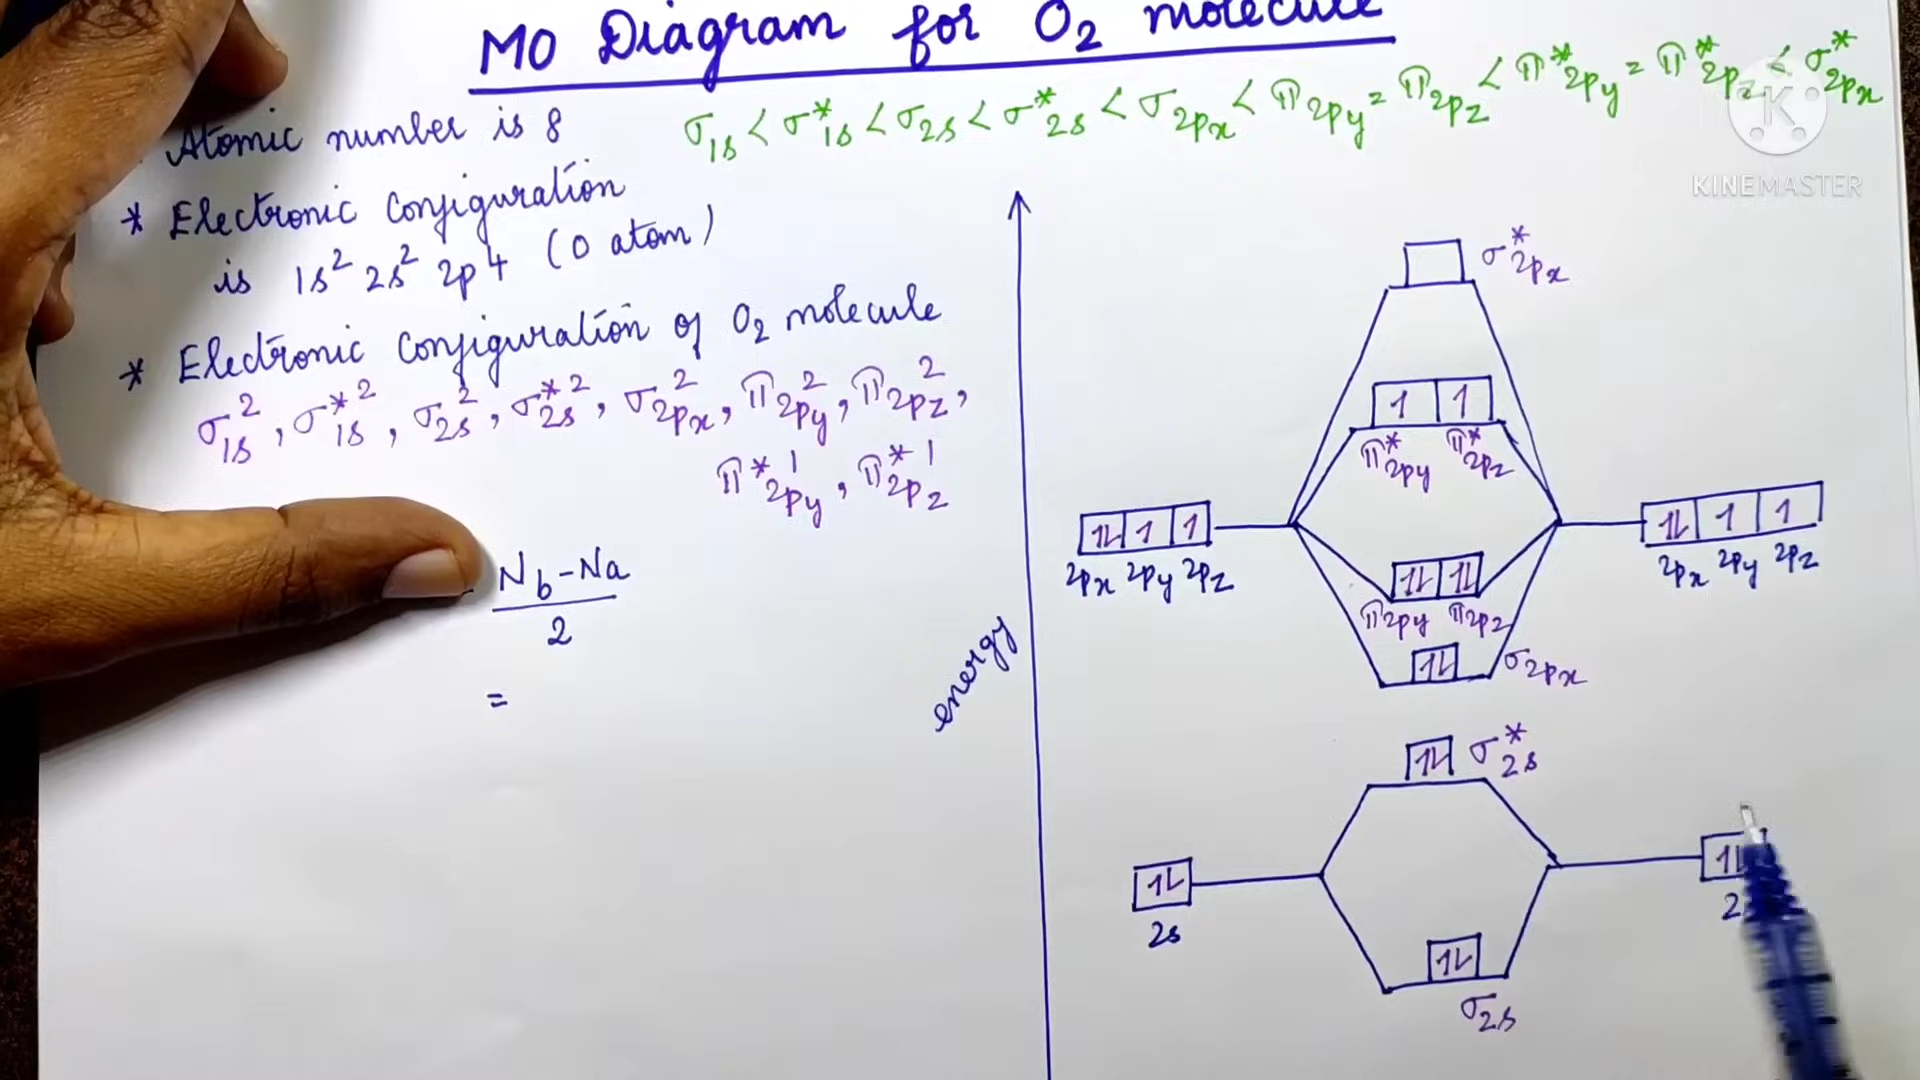 MO Diagram for O₂ molecule
σ1s < σ*1s < σ2s < σ*2s < σ2px < π2py = π2pz < π*2py = π*2pz < σ*2px
Atomic number is 8
* Electronic Configuration
is 1s² 2s² 2p⁴ (O atom)
* Electronic Configuration of O₂ molecule
σ1s², σ*1s², σ2s², σ*2s², σ2px², π2py², π2pz²,
π*2py¹, π*2pz¹
Nb-Na
2
=
energy
σ*2px
1 1
π*2py π*2pz
1L 1 1
2px 2py 2pz
1L 1 1
2px 2py 2pz
1L 1L
π2py π2pz
1L σ2px
1L σ*2s
1L
2s
1L
2
1L
σ2s
K
KINEMASTER